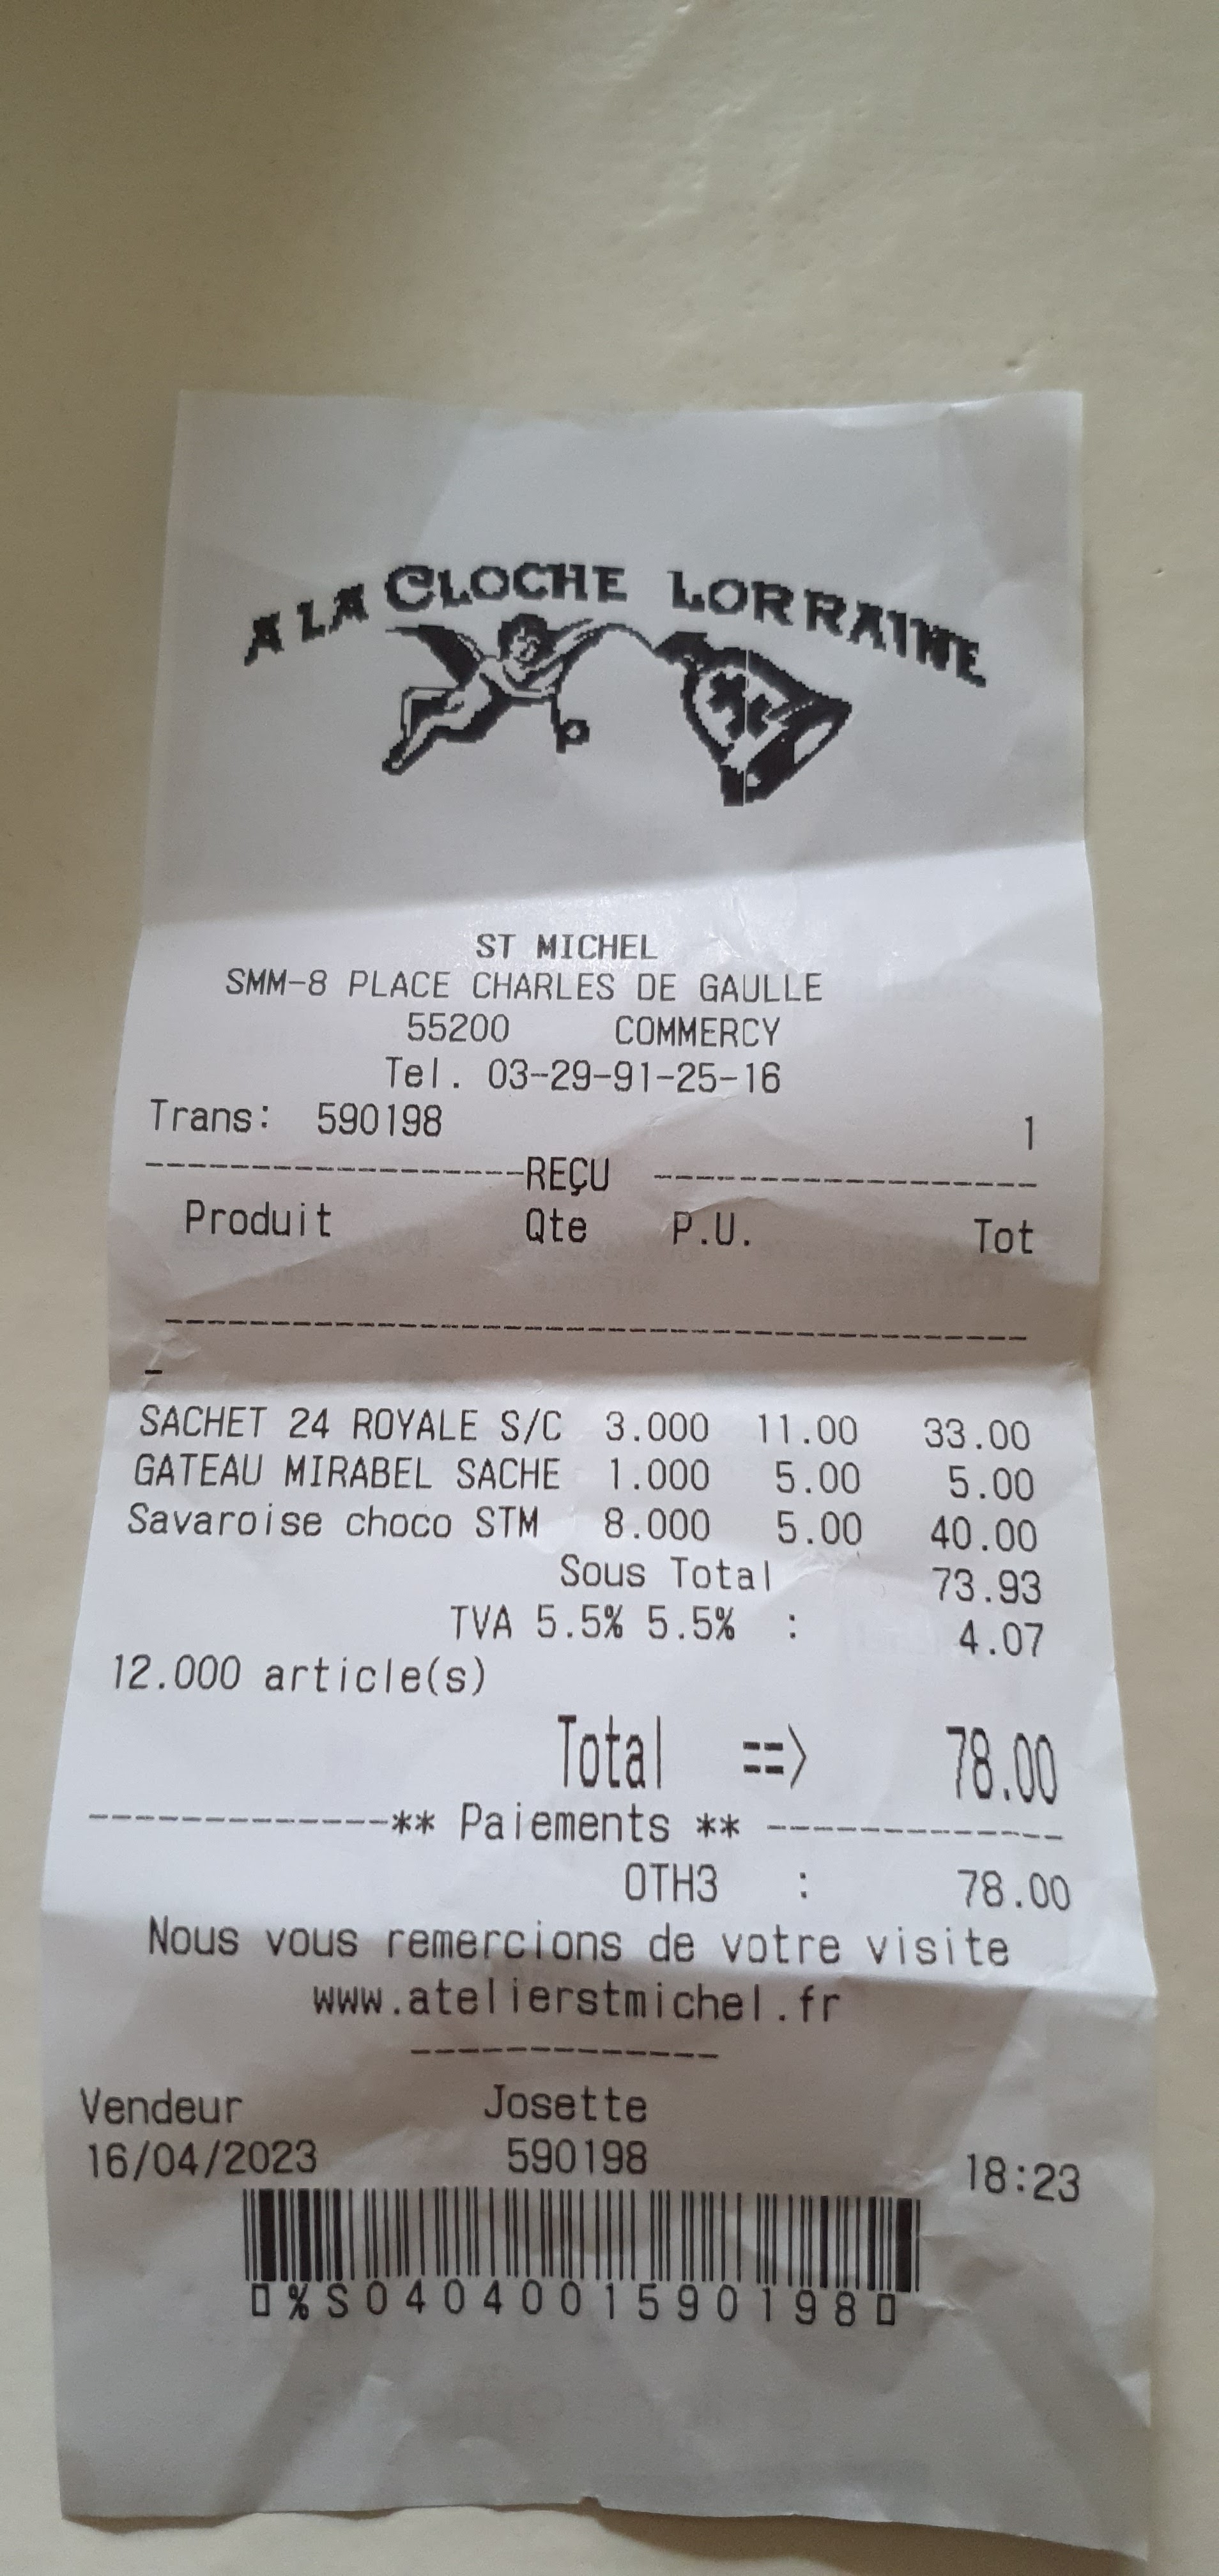 A LA CLOCHE LORRAINE
ST MICHEL
SMM-8 PLACE CHARLES DE GAULLE
55200 COMMERCY
Tel. 03-29-91-25-16
Trans: 590198 1
------------------REÇU ------------------
Produit Qte P.U. Tot
-----------------------------------------
-
SACHET 24 ROYALE S/C 3.000 11.00 33.00
GATEAU MIRABEL SACHE 1.000 5.00 5.00
Savaroise choco STM 8.000 5.00 40.00
Sous Total 73.93
TVA 5.5% 5.5% : 4.07
12.000 article(s)
Total ==> 78.00
--------------** Paiements ** --------------
OTH3 : 78.00
Nous vous remercions de votre visite
www.atelierstmichel.fr
-------------
Vendeur Josette
16/04/2023 590198 18:23
▯%S04040015901980▯